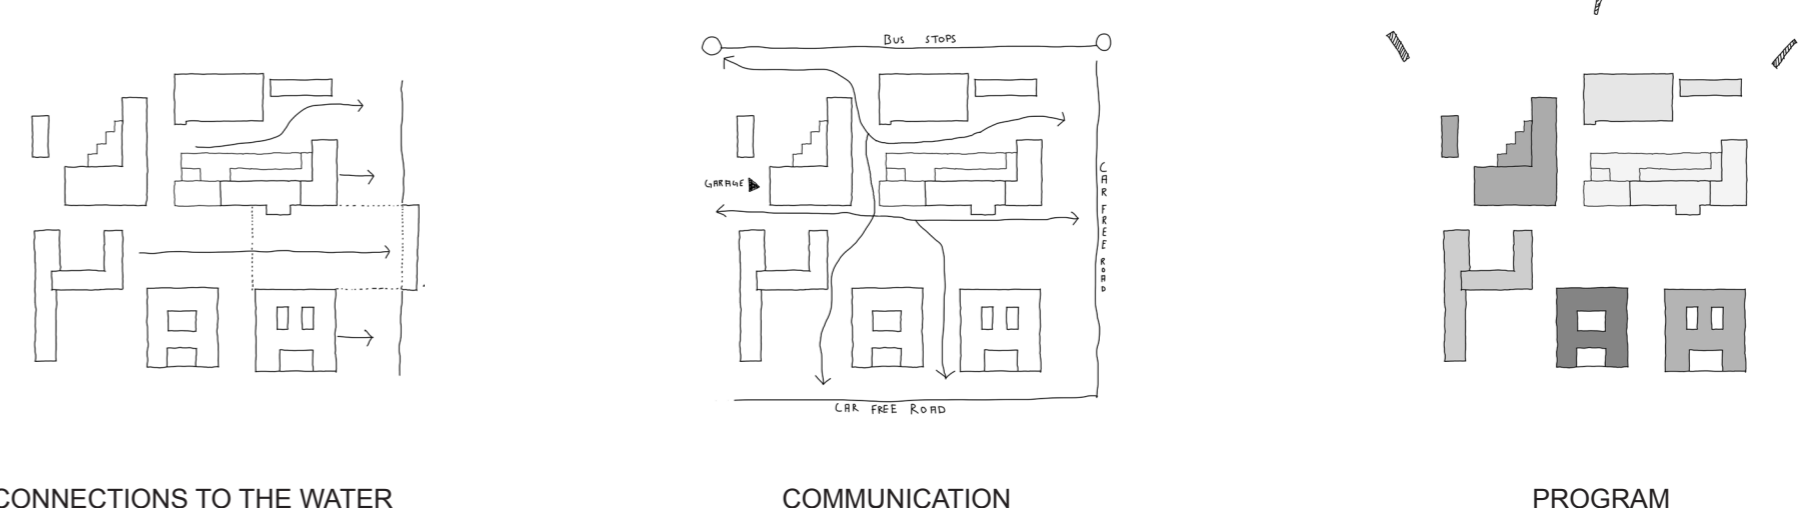 BUS STOPS
GARAGE
CAR FREE ROAD
CAR FREE ROAD
CONNECTIONS TO THE WATER
COMMUNICATION
PROGRAM